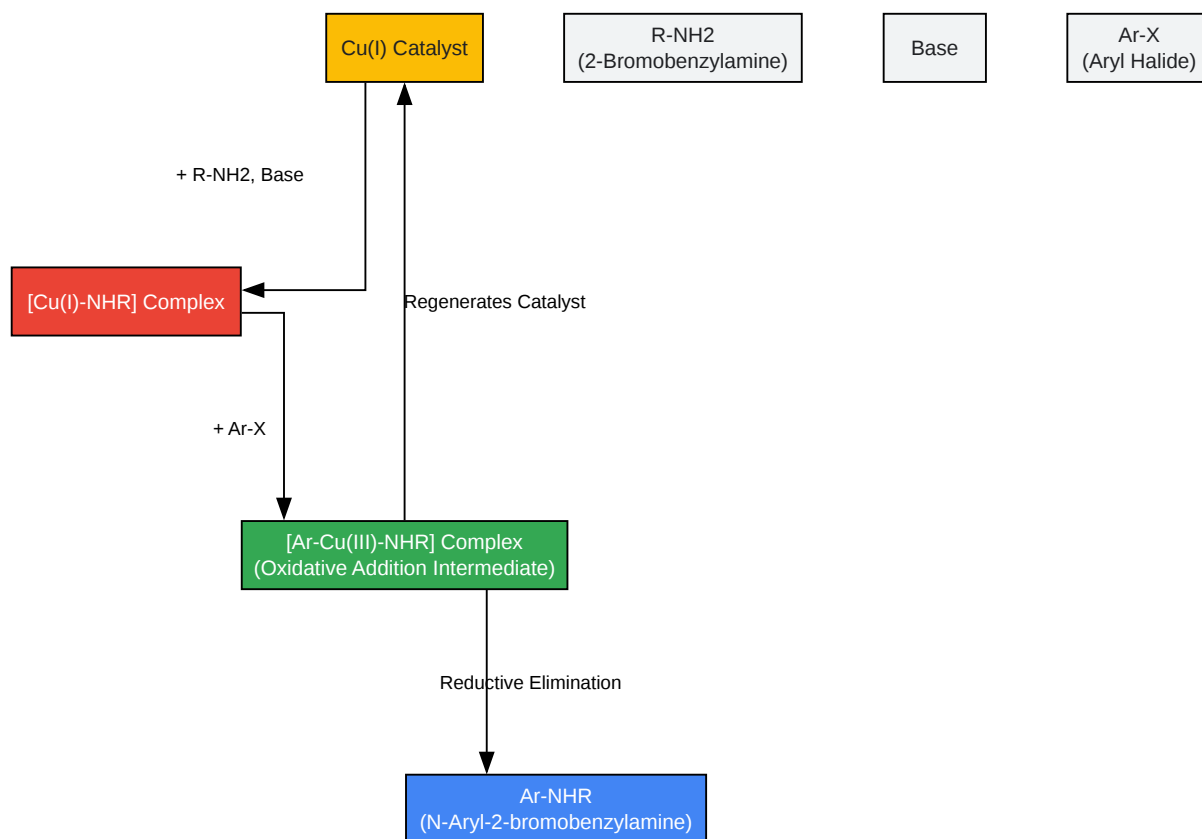 Cu(I) Catalyst
R-NH2
(2-Bromobenzylamine)
Base
Ar-X
(Aryl Halide)
+ R-NH2, Base
[Cu(I)-NHR] Complex
Regenerates Catalyst
+ Ar-X
[Ar-Cu(III)-NHR] Complex
(Oxidative Addition Intermediate)
Reductive Elimination
Ar-NHR
(N-Aryl-2-bromobenzylamine)